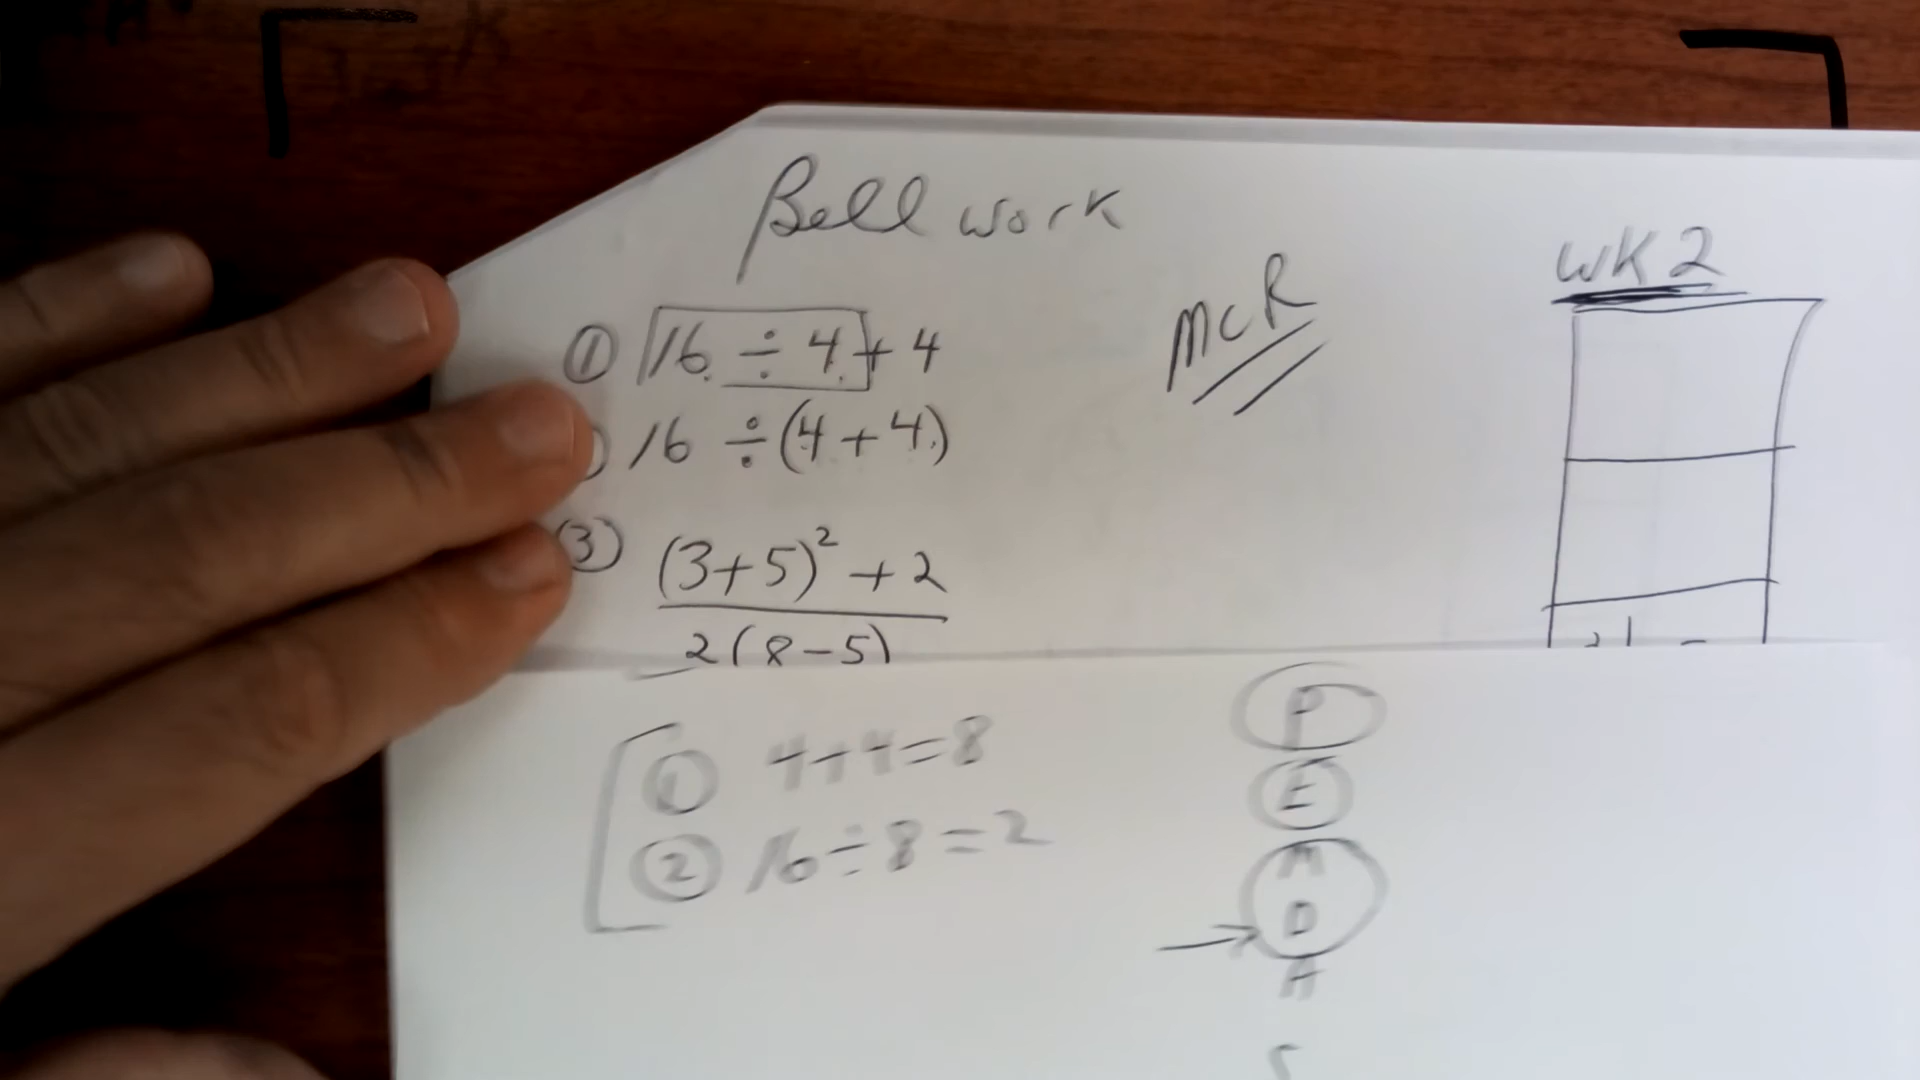 Bell work
WK 2
MCR
① 16 ÷ 4 + 4
16 ÷ (4 + 4)
③ (3+5)² + 2
2(8-5)
① 4+4=8
② 16÷8=2
P
E
M
D
A
S